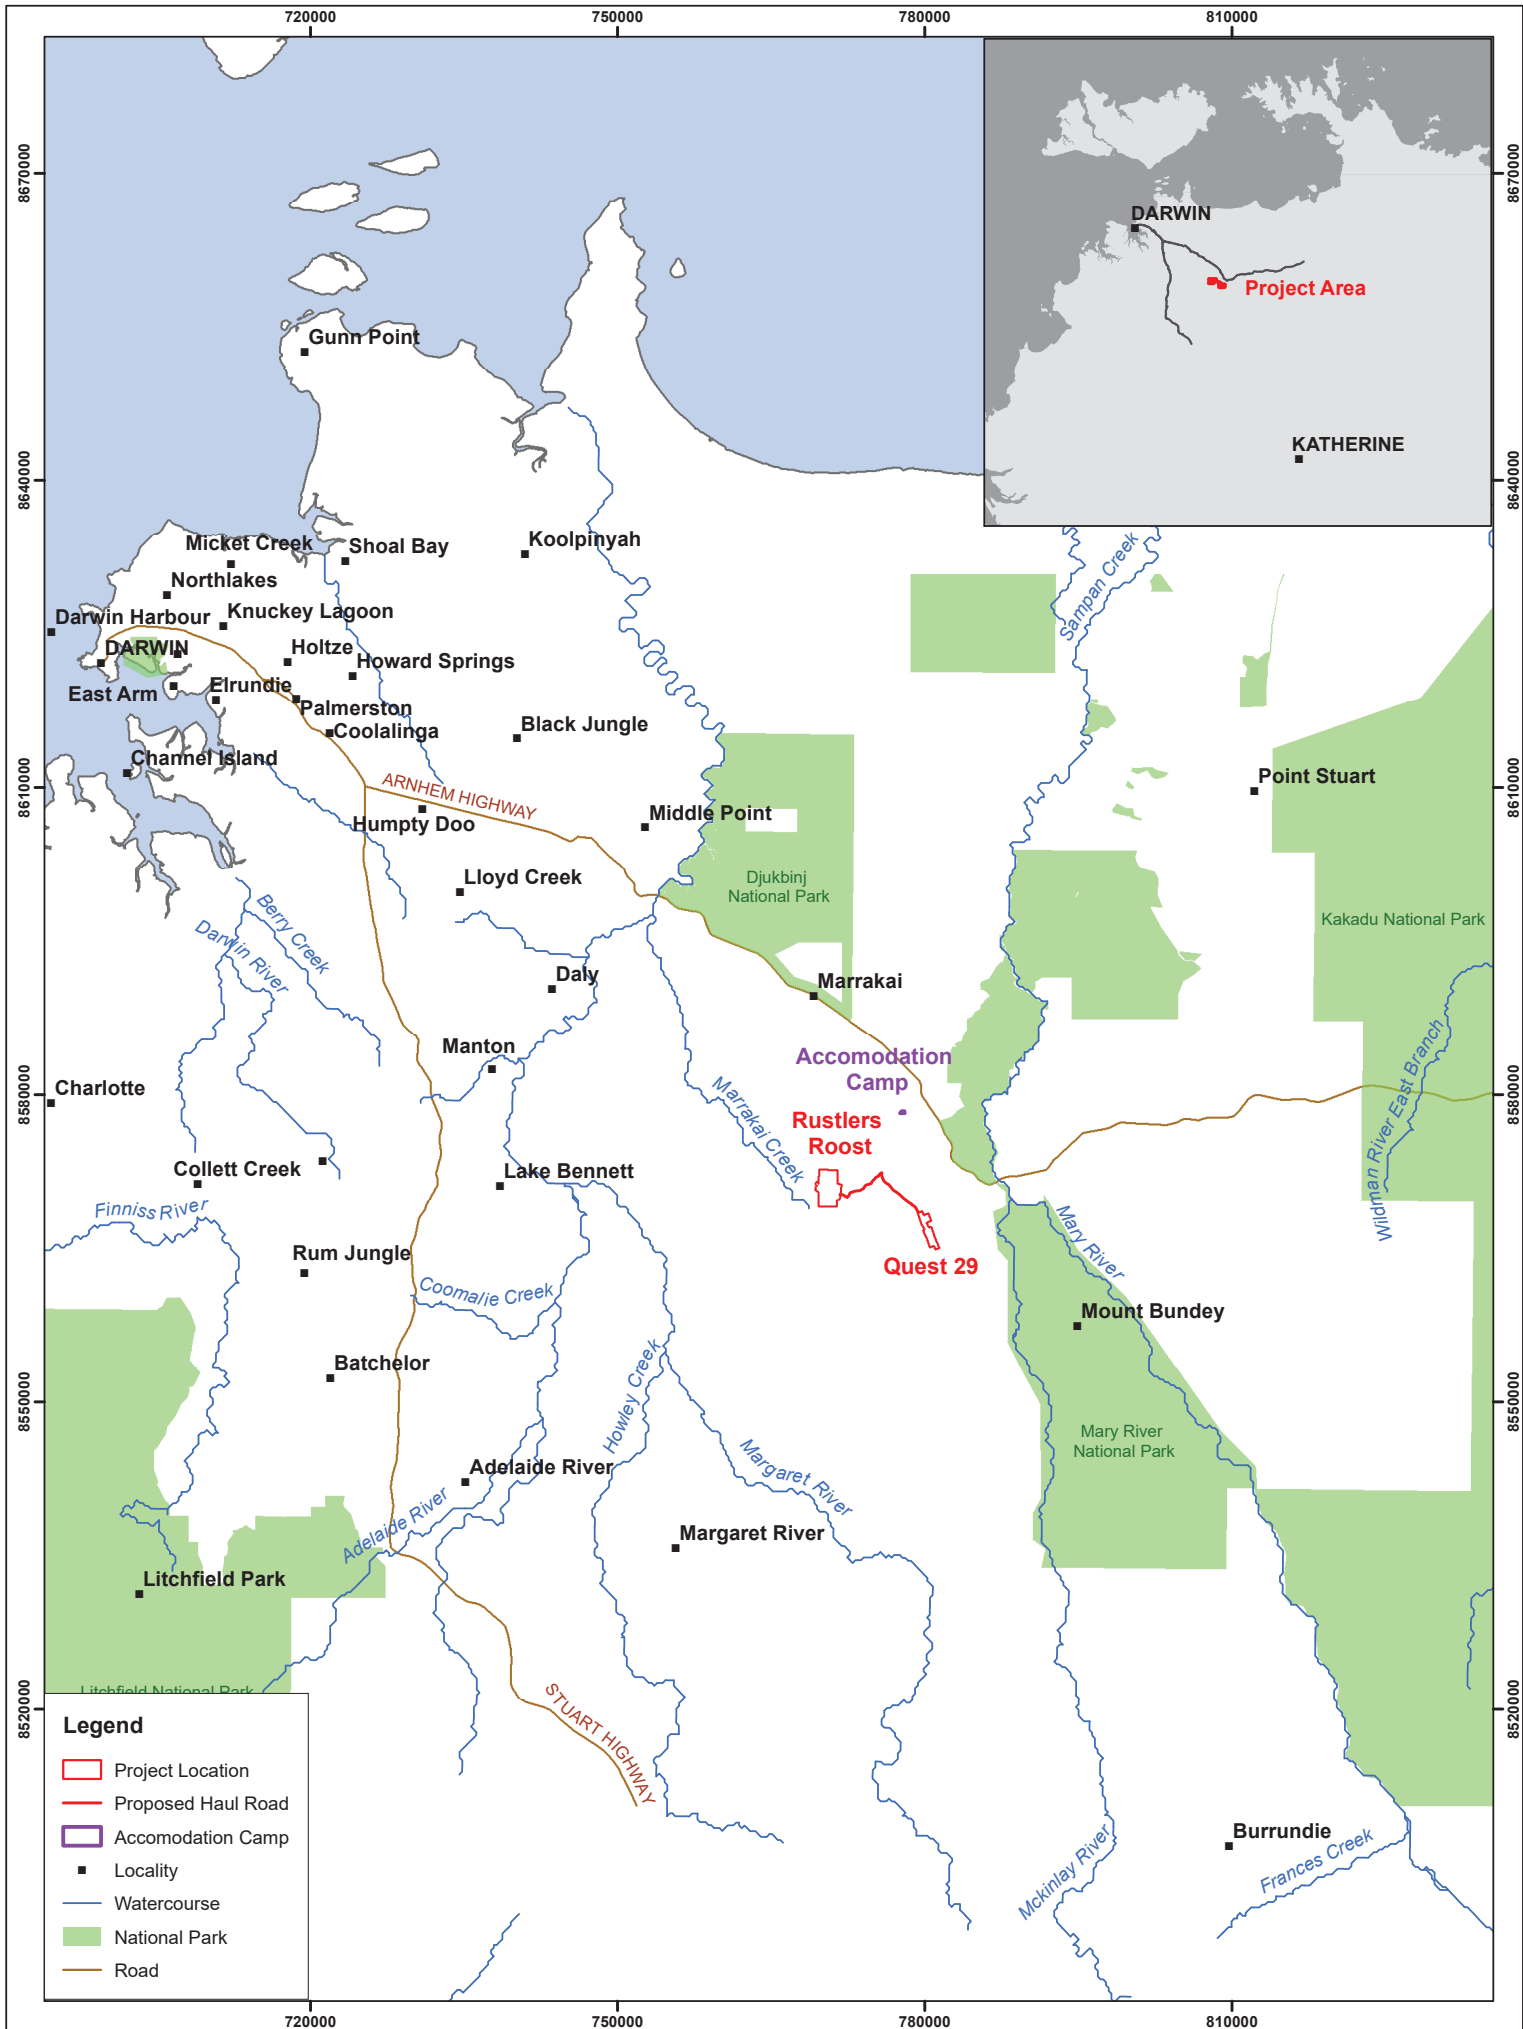 720000
750000
780000
810000
8670000
8670000
DARWIN
Project Area
Gunn Point
KATHERINE
8640000
8640000
Micket Creek
Shoal Bay
Koolpinyah
Sampan Creek
Northlakes
Darwin Harbour
Knuckey Lagoon
DARWIN
Holtze
Howard Springs
East Arm
Elrundie
Palmerston
Coolalinga
Black Jungle
Channel Island
Point Stuart
8610000
8610000
ARNHEM HIGHWAY
Humpty Doo
Middle Point
Lloyd Creek
Djukbinj
National Park
Kakadu National Park
Berry Creek
Darwin River
Daly
Marrakai
Manton
Accomodation
Camp
Wildman River East Branch
Charlotte
8580000
8580000
Marrakai Creek
Rustlers
Roost
Collett Creek
Lake Bennett
Finniss River
Mary River
Rum Jungle
Quest 29
Coomalie Creek
Mount Bundey
Batchelor
Howley Creek
8550000
8550000
Mary River
National Park
Adelaide River
Margaret River
Adelaide River
Margaret River
Litchfield Park
Litchfield National Park
STUART HIGHWAY
8520000
8520000
Legend
Project Location
Proposed Haul Road
Accomodation Camp
Locality
Watercourse
National Park
Road
Burrundie
Frances Creek
Mckinlay River
720000
750000
780000
810000